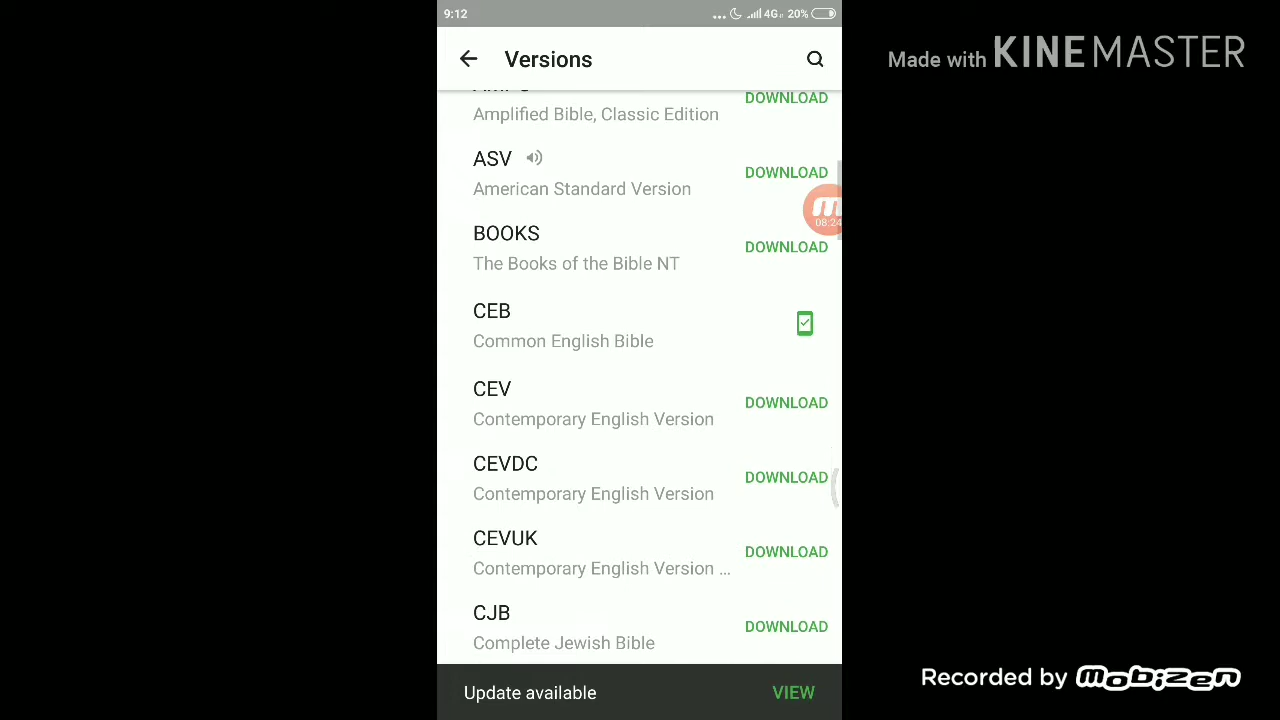 9:12
4G
20%
Made with KINEMASTER
Versions
DOWNLOAD
Amplified Bible, Classic Edition
ASV
American Standard Version
DOWNLOAD
08:24
BOOKS
The Books of the Bible NT
DOWNLOAD
CEB
Common English Bible
CEV
Contemporary English Version
DOWNLOAD
CEVDC
Contemporary English Version
DOWNLOAD
CEVUK
Contemporary English Version ...
DOWNLOAD
CJB
Complete Jewish Bible
DOWNLOAD
Update available
VIEW
Recorded by mobizen